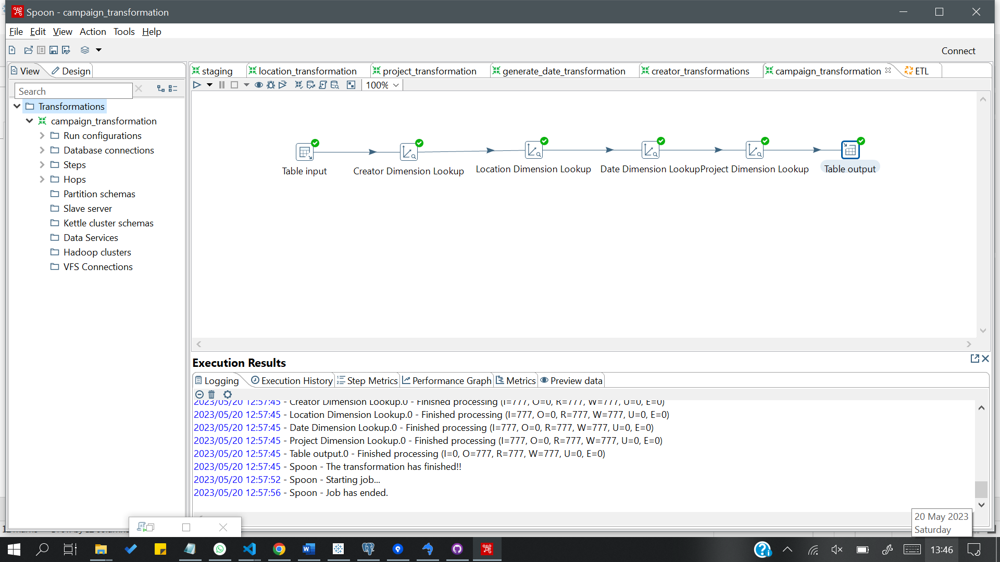 Spoon - campaign_transformation
File Edit View Action Tools Help
Connect
View Design
staging location_transformation project_transformation generate_date_transformation creator_transformations campaign_transformation ETL
100%
Search
Transformations
campaign_transformation
Run configurations
Database connections
Steps
Hops
Partition schemas
Slave server
Kettle cluster schemas
Data Services
Hadoop clusters
VFS Connections
Table input Creator Dimension Lookup Location Dimension Lookup Date Dimension Lookup Project Dimension Lookup Table output
Execution Results
Logging Execution History Step Metrics Performance Graph Metrics Preview data
2023/05/20 12:57:45 - Creator Dimension Lookup.0 - Finished processing (I=777, O=0, R=777, W=777, U=0, E=0)
2023/05/20 12:57:45 - Location Dimension Lookup.0 - Finished processing (I=777, O=0, R=777, W=777, U=0, E=0)
2023/05/20 12:57:45 - Date Dimension Lookup.0 - Finished processing (I=777, O=0, R=777, W=777, U=0, E=0)
2023/05/20 12:57:45 - Project Dimension Lookup.0 - Finished processing (I=777, O=0, R=777, W=777, U=0, E=0)
2023/05/20 12:57:45 - Table output.0 - Finished processing (I=0, O=777, R=777, W=777, U=0, E=0)
2023/05/20 12:57:45 - Spoon - The transformation has finished!!
2023/05/20 12:57:52 - Spoon - Starting job...
2023/05/20 12:57:56 - Spoon - Job has ended.
20 May 2023
Saturday
13:46